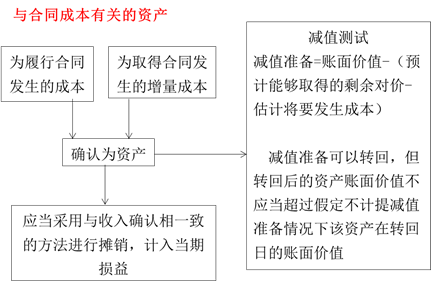 与合同成本有关的资产
为履行合同
发生的成本
为取得合同发
生的增量成本
确认为资产
应当采用与收入确认相一致
的方法进行摊销，计入当期
损益
减值测试
减值准备=账面价值-（预
计能够取得的剩余对价-
估计将要发生成本）
减值准备可以转回，但
转回后的资产账面价值不
应当超过假定不计提减值
准备情况下该资产在转回
日的账面价值